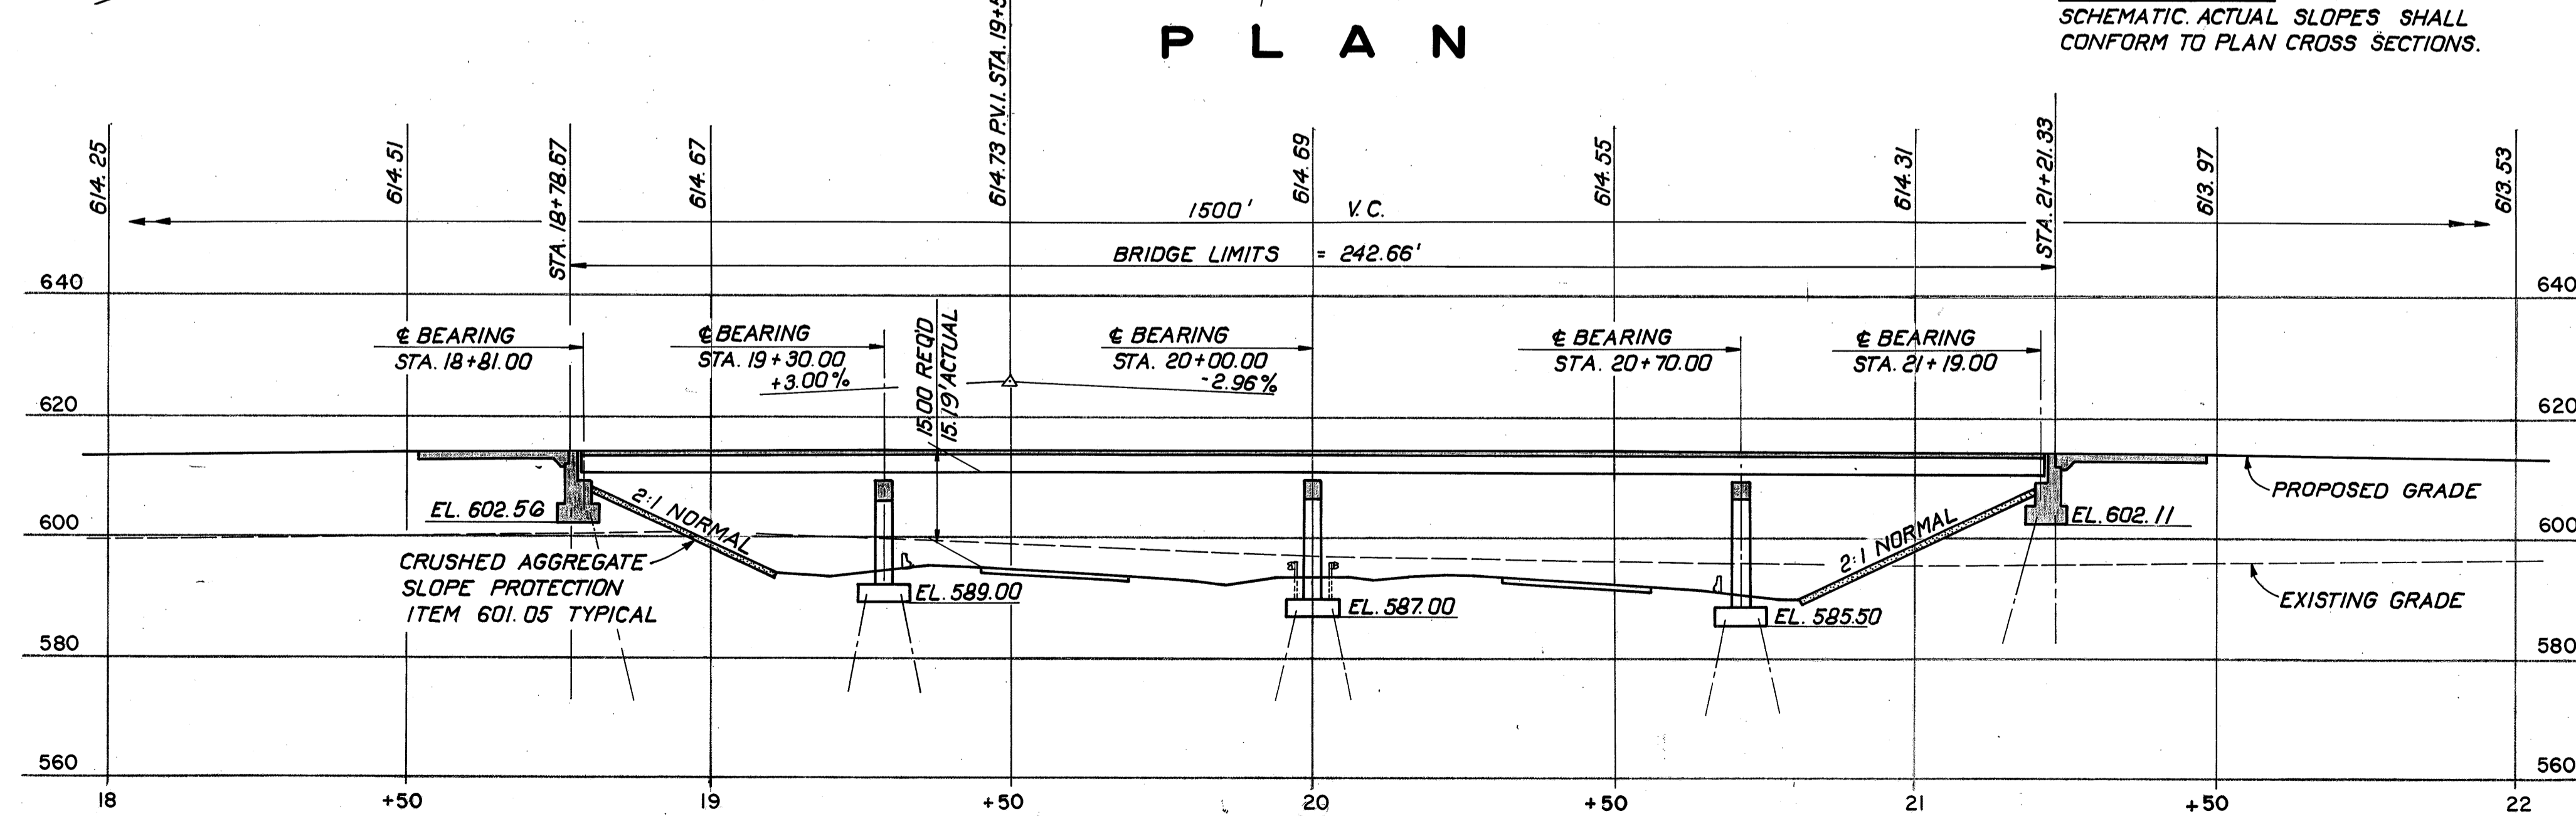 PLAN
SCHEMATIC. ACTUAL SLOPES SHALL
CONFORM TO PLAN CROSS SECTIONS.
614.25
614.51
STA. 18+78.67
614.67
614.73 P.V.I. STA. 19+5
614.69
614.55
614.31
STA. 21+21.33
613.97
613.53
1500' V.C.
BRIDGE LIMITS = 242.66'
640
640
℄ BEARING
STA. 18+81.00
℄ BEARING
STA. 19+30.00
+3.00%
15.00 REQ'D
15.19' ACTUAL
℄ BEARING
STA. 20+00.00
-2.96%
℄ BEARING
STA. 20+70.00
℄ BEARING
STA. 21+19.00
620
620
EL. 602.56
2:1 NORMAL
2:1 NORMAL
EL. 602.11
PROPOSED GRADE
600
600
CRUSHED AGGREGATE
SLOPE PROTECTION
ITEM 601.05 TYPICAL
EL. 589.00
EL. 587.00
EL. 585.50
EXISTING GRADE
580
580
560
560
18
+50
19
+50
20
+50
21
+50
22